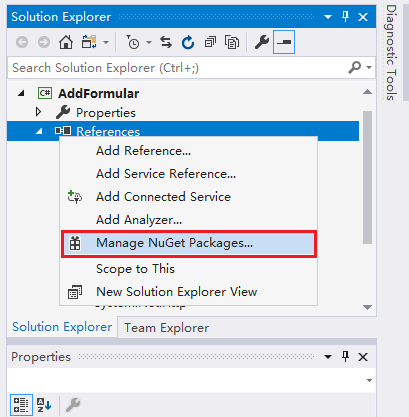 Solution Explorer
Search Solution Explorer (Ctrl+;)
C# AddFormular
Properties
References
Add Reference...
Add Service Reference...
Add Connected Service
Add Analyzer...
Manage NuGet Packages...
Scope to This
New Solution Explorer View
Solution Explorer Team Explorer
Properties
Diagnostic Tools